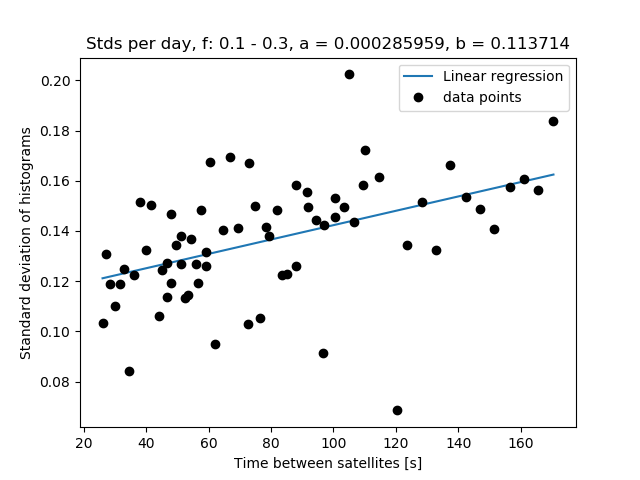 Stds per day, f: 0.1 - 0.3, a = 0.000285959, b = 0.113714
Linear regression
data points
Standard deviation of histograms
0.20
0.18
0.16
0.14
0.12
0.10
0.08
20 40 60 80 100 120 140 160
Time between satellites [s]